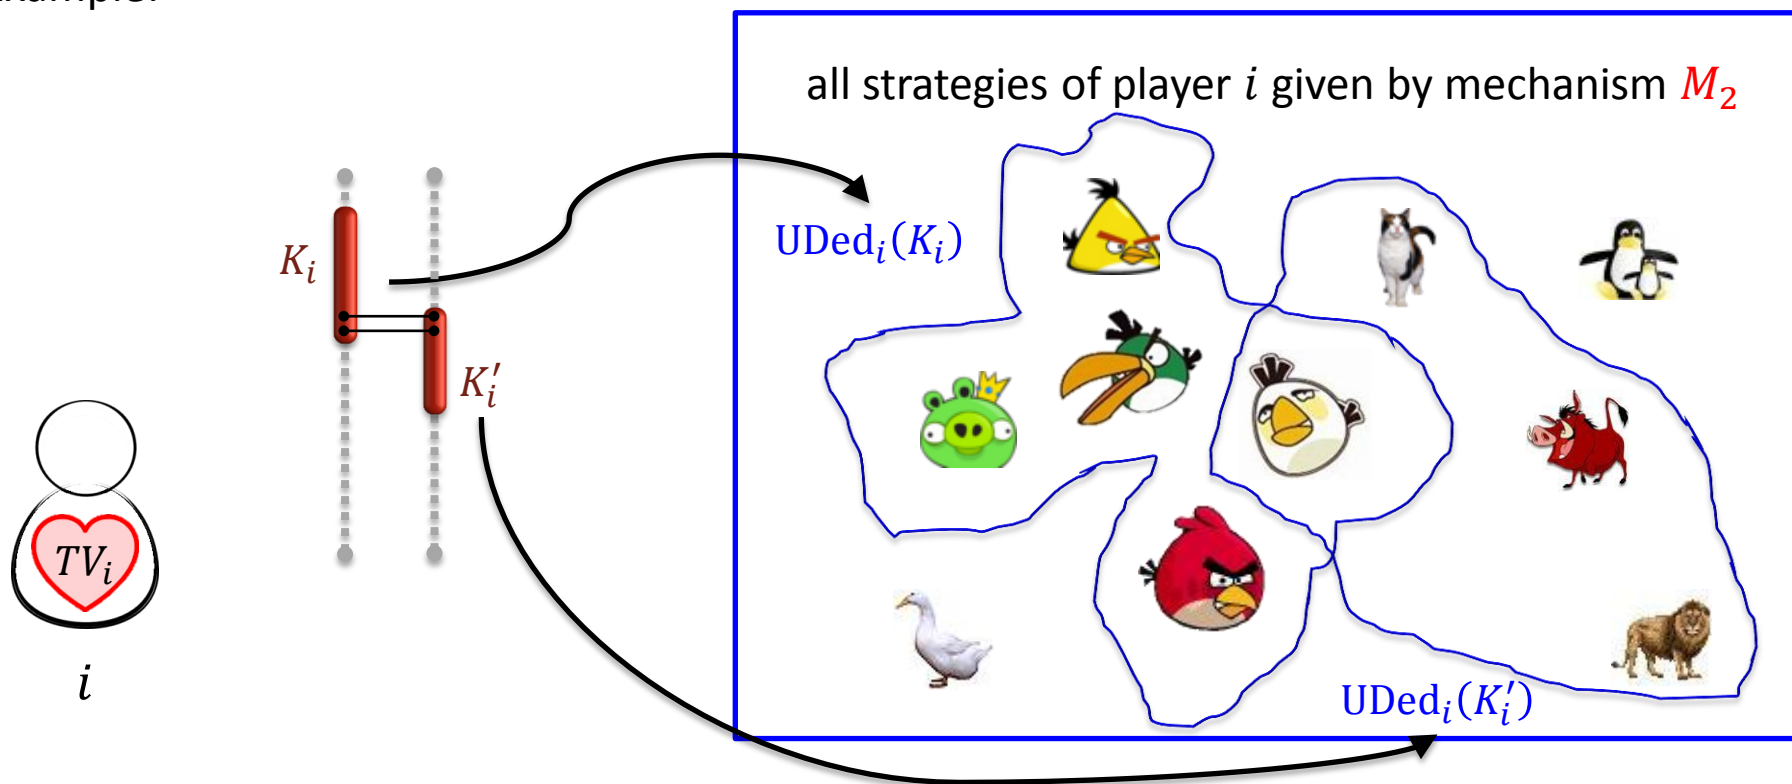 all strategies of player i given by mechanism M₂
UDedᵢ(Kᵢ)
Kᵢ
K′ᵢ
TVᵢ
i
UDedᵢ(K′ᵢ)